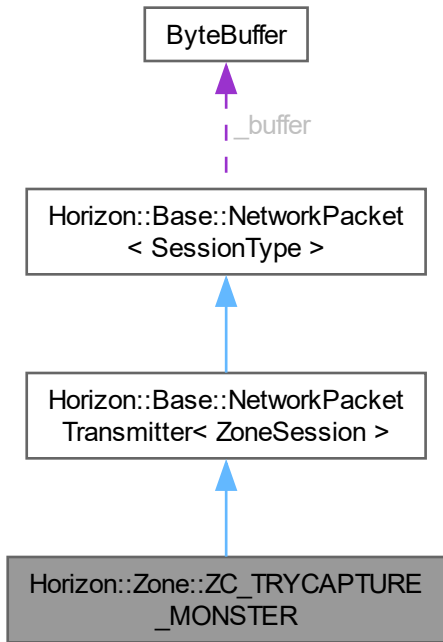 ByteBuffer
_buffer
Horizon::Base::NetworkPacket
< SessionType >
Horizon::Base::NetworkPacket
Transmitter< ZoneSession >
Horizon::Zone::ZC_TRYCAPTURE
_MONSTER